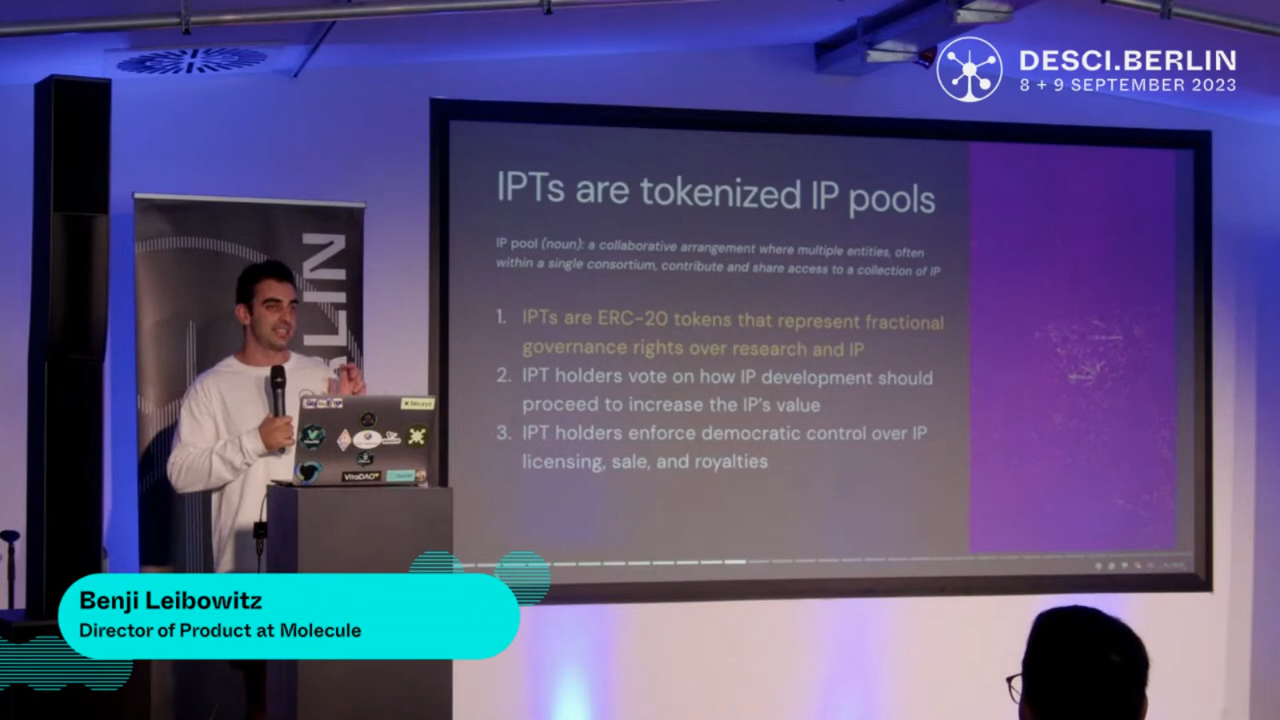 DESCI.BERLIN
8 + 9 SEPTEMBER 2023
IPTs are tokenized IP pools
IP pool (noun): a collaborative arrangement where multiple entities, often
within a single consortium, contribute and share access to a collection of IP
1. IPTs are ERC-20 tokens that represent fractional
governance rights over research and IP
2. IPT holders vote on how IP development should
proceed to increase the IP's value
3. IPT holders enforce democratic control over IP
licensing, sale, and royalties
LIN
VitaDAO
Benji Leibowitz
Director of Product at Molecule